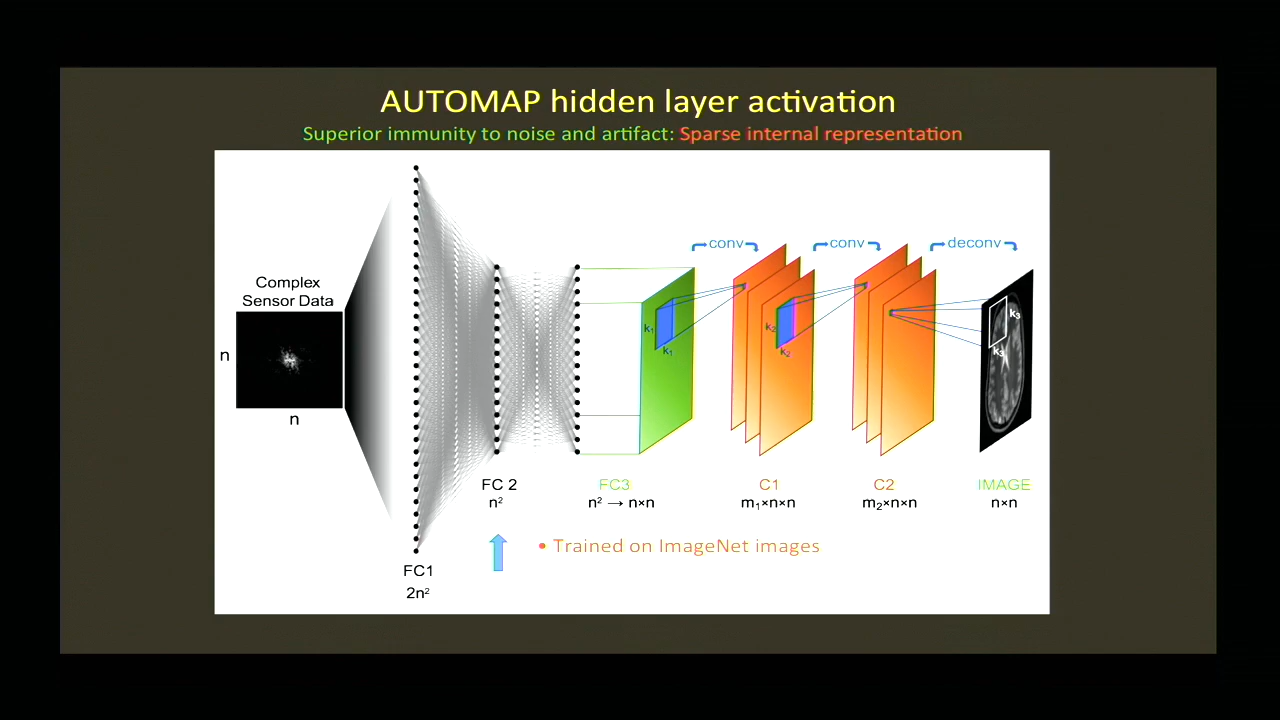 AUTOMAP hidden layer activation
Superior immunity to noise and artifact: Sparse internal representation
conv
conv
deconv
Complex
Sensor Data
n
n
k₁
k₁
k₂
k₂
k₃
k₃
FC 2
n²
FC3
n² → n×n
C1
m₁×n×n
C2
m₂×n×n
IMAGE
n×n
• Trained on ImageNet images
FC1
2n²